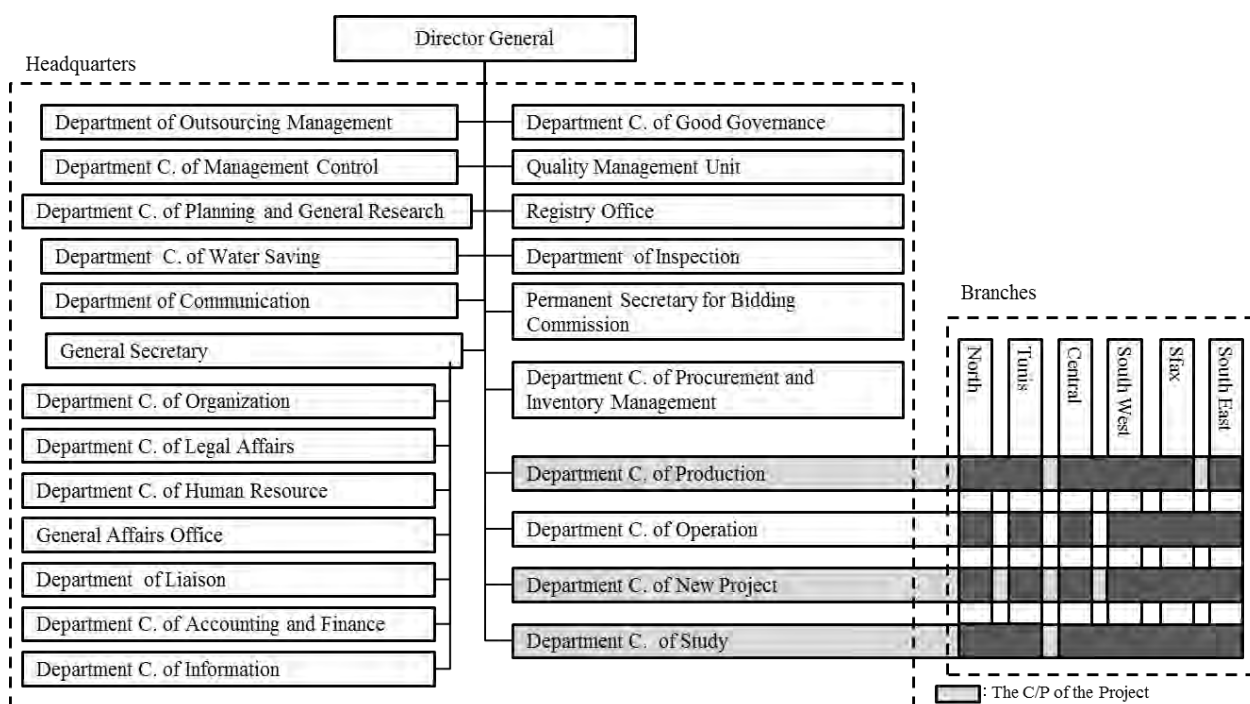 Director General
Headquarters
Department of Outsourcing Management
Department C. of Management Control
Department C. of Planning and General Research
Department C. of Water Saving
Department of Communication
General Secretary
Department C. of Organization
Department C. of Legal Affairs
Department C. of Human Resource
General Affairs Office
Department of Liaison
Department C. of Accounting and Finance
Department C. of Information
Department C. of Good Governance
Quality Management Unit
Registry Office
Department of Inspection
Permanent Secretary for Bidding
Commission
Department C. of Procurement and
Inventory Management
Department C. of Production
Department C. of Operation
Department C. of New Project
Department C. of Study
Branches
North
Tunis
Central
South West
Sfax
South East
: The C/P of the Project